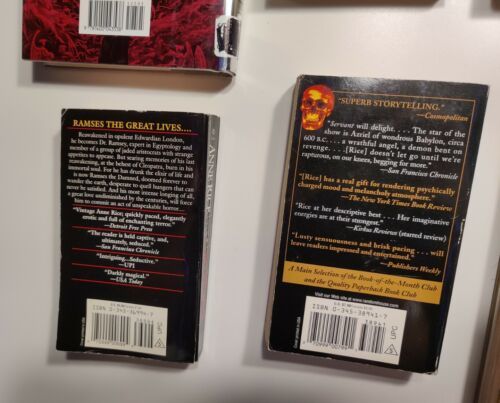 RAMSES THE GREAT LIVES....
Reawakened in opulent Edwardian London,
he becomes Dr. Ramsey, expert in Egyptology and
member of a group of jaded aristocrats with strange
appetites to appease. But searing memories of his last
reawakening, at the behest of Cleopatra, burn in his
immortal soul. For he has drunk the elixir of life and
is now Ramses the Damned, doomed forever to
wander the earth, desperate to quell hungers that can
never be satisfied. And his most intense longing of all,
a great love undiminished by the centuries, will force
him to commit an act of unspeakable horror....
"Vintage Anne Rice; quickly paced, elegantly
erotic and full of enchanting terror."
—Detroit Free Press
"The reader is held captive, and,
ultimately, seduced."
—San Francisco Chronicle
"Intriguing...Seductive."
—UPI
"Darkly magical."
—USA Today
ISBN 0-345-36994-7
"SUPERB STORYTELLING."
—Cosmopolitan
"Servant will delight. . . . The star of the
show is Azriel of wondrous Babylon, circa
600 B.C. . . . a wrathful angel, a demon with a
. . . [Rice] doesn't let go until we're
rapturous, on our knees, begging for more."
—San Francisco Chronicle
"[Rice] has a real gift for rendering psychically
charged mood and melancholy atmosphere."
—The New York Times Book Review
"Rice at her descriptive best . . . Her imaginative
energies are at their strongest."
—Kirkus Reviews (starred review)
"Lusty sensuousness and brisk pacing . . . will
leave readers impressed and entertained."
—Publishers Weekly
A Main Selection of the Book-of-the-Month Club
and the Quality Paperback Book Club
Visit our Web site at www.randomhouse.com
ISBN 0-345-38941-7